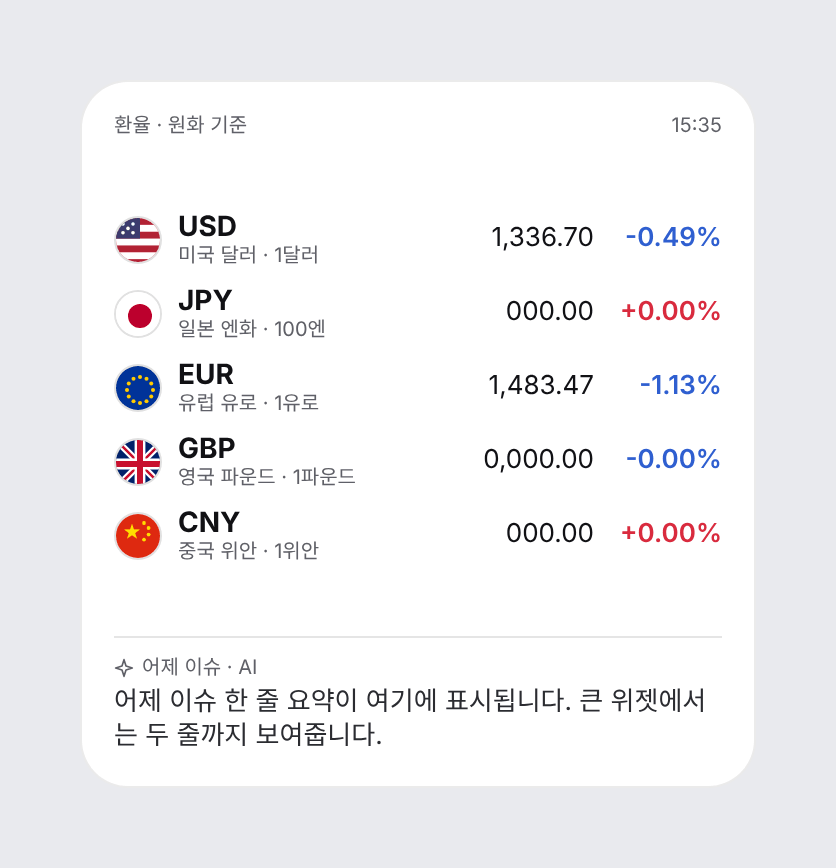 환율 · 원화 기준 15:35
USD 1,336.70 -0.49%
미국 달러 · 1달러
JPY 000.00 +0.00%
일본 엔화 · 100엔
EUR 1,483.47 -1.13%
유럽 유로 · 1유로
GBP 0,000.00 -0.00%
영국 파운드 · 1파운드
CNY 000.00 +0.00%
중국 위안 · 1위안
어제 이슈 · AI
어제 이슈 한 줄 요약이 여기에 표시됩니다. 큰 위젯에서
는 두 줄까지 보여줍니다.